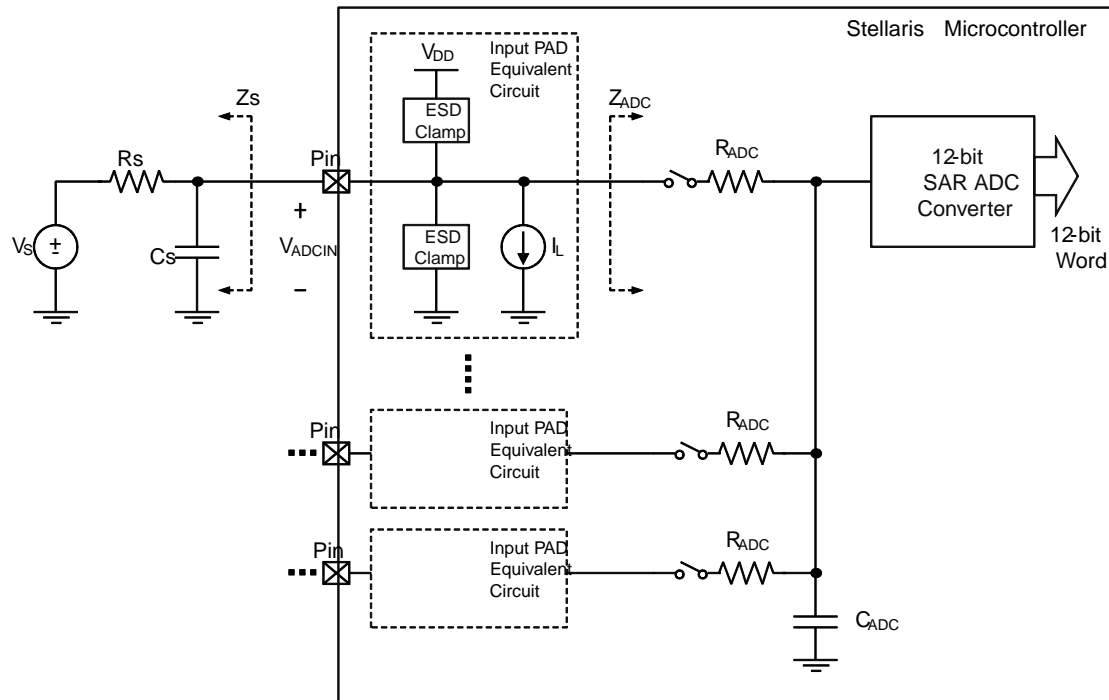 Stellaris Microcontroller
Input PAD
Equivalent
Circuit
VDD
ESD
Clamp
Zs
ZADC
Rs
Pin
RADC
12-bit
SAR ADC
Converter
12-bit
Word
+
VADCIN
−
VS
±
Cs
ESD
Clamp
IL
Pin
Input PAD
Equivalent
Circuit
RADC
Pin
Input PAD
Equivalent
Circuit
RADC
CADC